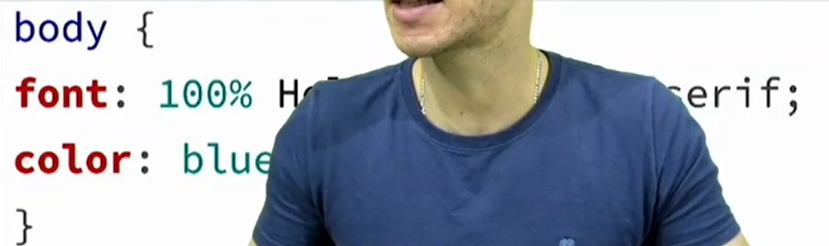 body {
font: 100% serif;
color: blue
}